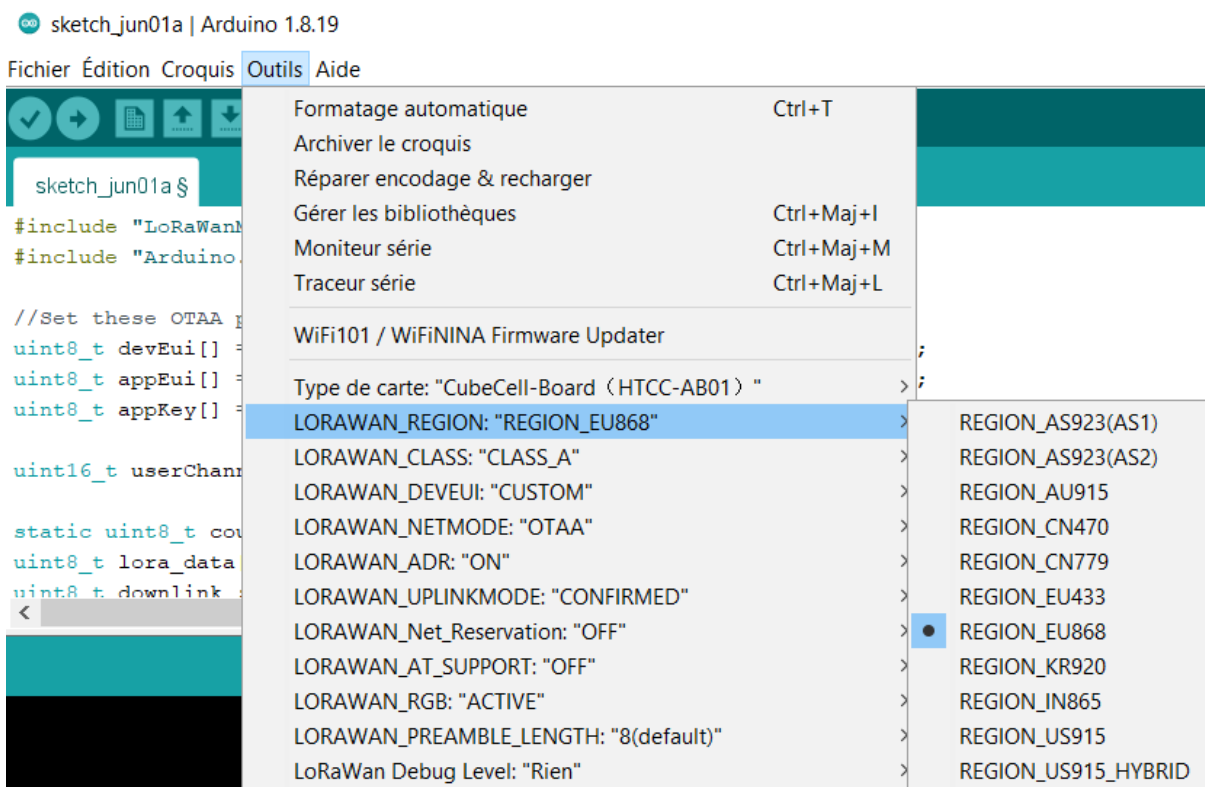 sketch_jun01a | Arduino 1.8.19
Fichier Édition Croquis Outils Aide
sketch_jun01a §
#include "LoRaWan
#include "Arduino.
//Set these OTAA
uint8_t devEui[] =
uint8_t appEui[] =
uint8_t appKey[] =
uint16_t userChan
static uint8_t cou
uint8_t lora_data
uint8_t downlink
Formatage automatique Ctrl+T
Archiver le croquis
Réparer encodage & recharger
Gérer les bibliothèques Ctrl+Maj+I
Moniteur série Ctrl+Maj+M
Traceur série Ctrl+Maj+L
WiFi101 / WiFiNINA Firmware Updater
;
Type de carte: "CubeCell-Board（HTCC-AB01）"
;
LORAWAN_REGION: "REGION_EU868"
LORAWAN_CLASS: "CLASS_A"
LORAWAN_DEVEUI: "CUSTOM"
LORAWAN_NETMODE: "OTAA"
LORAWAN_ADR: "ON"
LORAWAN_UPLINKMODE: "CONFIRMED"
LORAWAN_Net_Reservation: "OFF"
LORAWAN_AT_SUPPORT: "OFF"
LORAWAN_RGB: "ACTIVE"
LORAWAN_PREAMBLE_LENGTH: "8(default)"
LoRaWan Debug Level: "Rien"
REGION_AS923(AS1)
REGION_AS923(AS2)
REGION_AU915
REGION_CN470
REGION_CN779
REGION_EU433
REGION_EU868
REGION_KR920
REGION_IN865
REGION_US915
REGION_US915_HYBRID